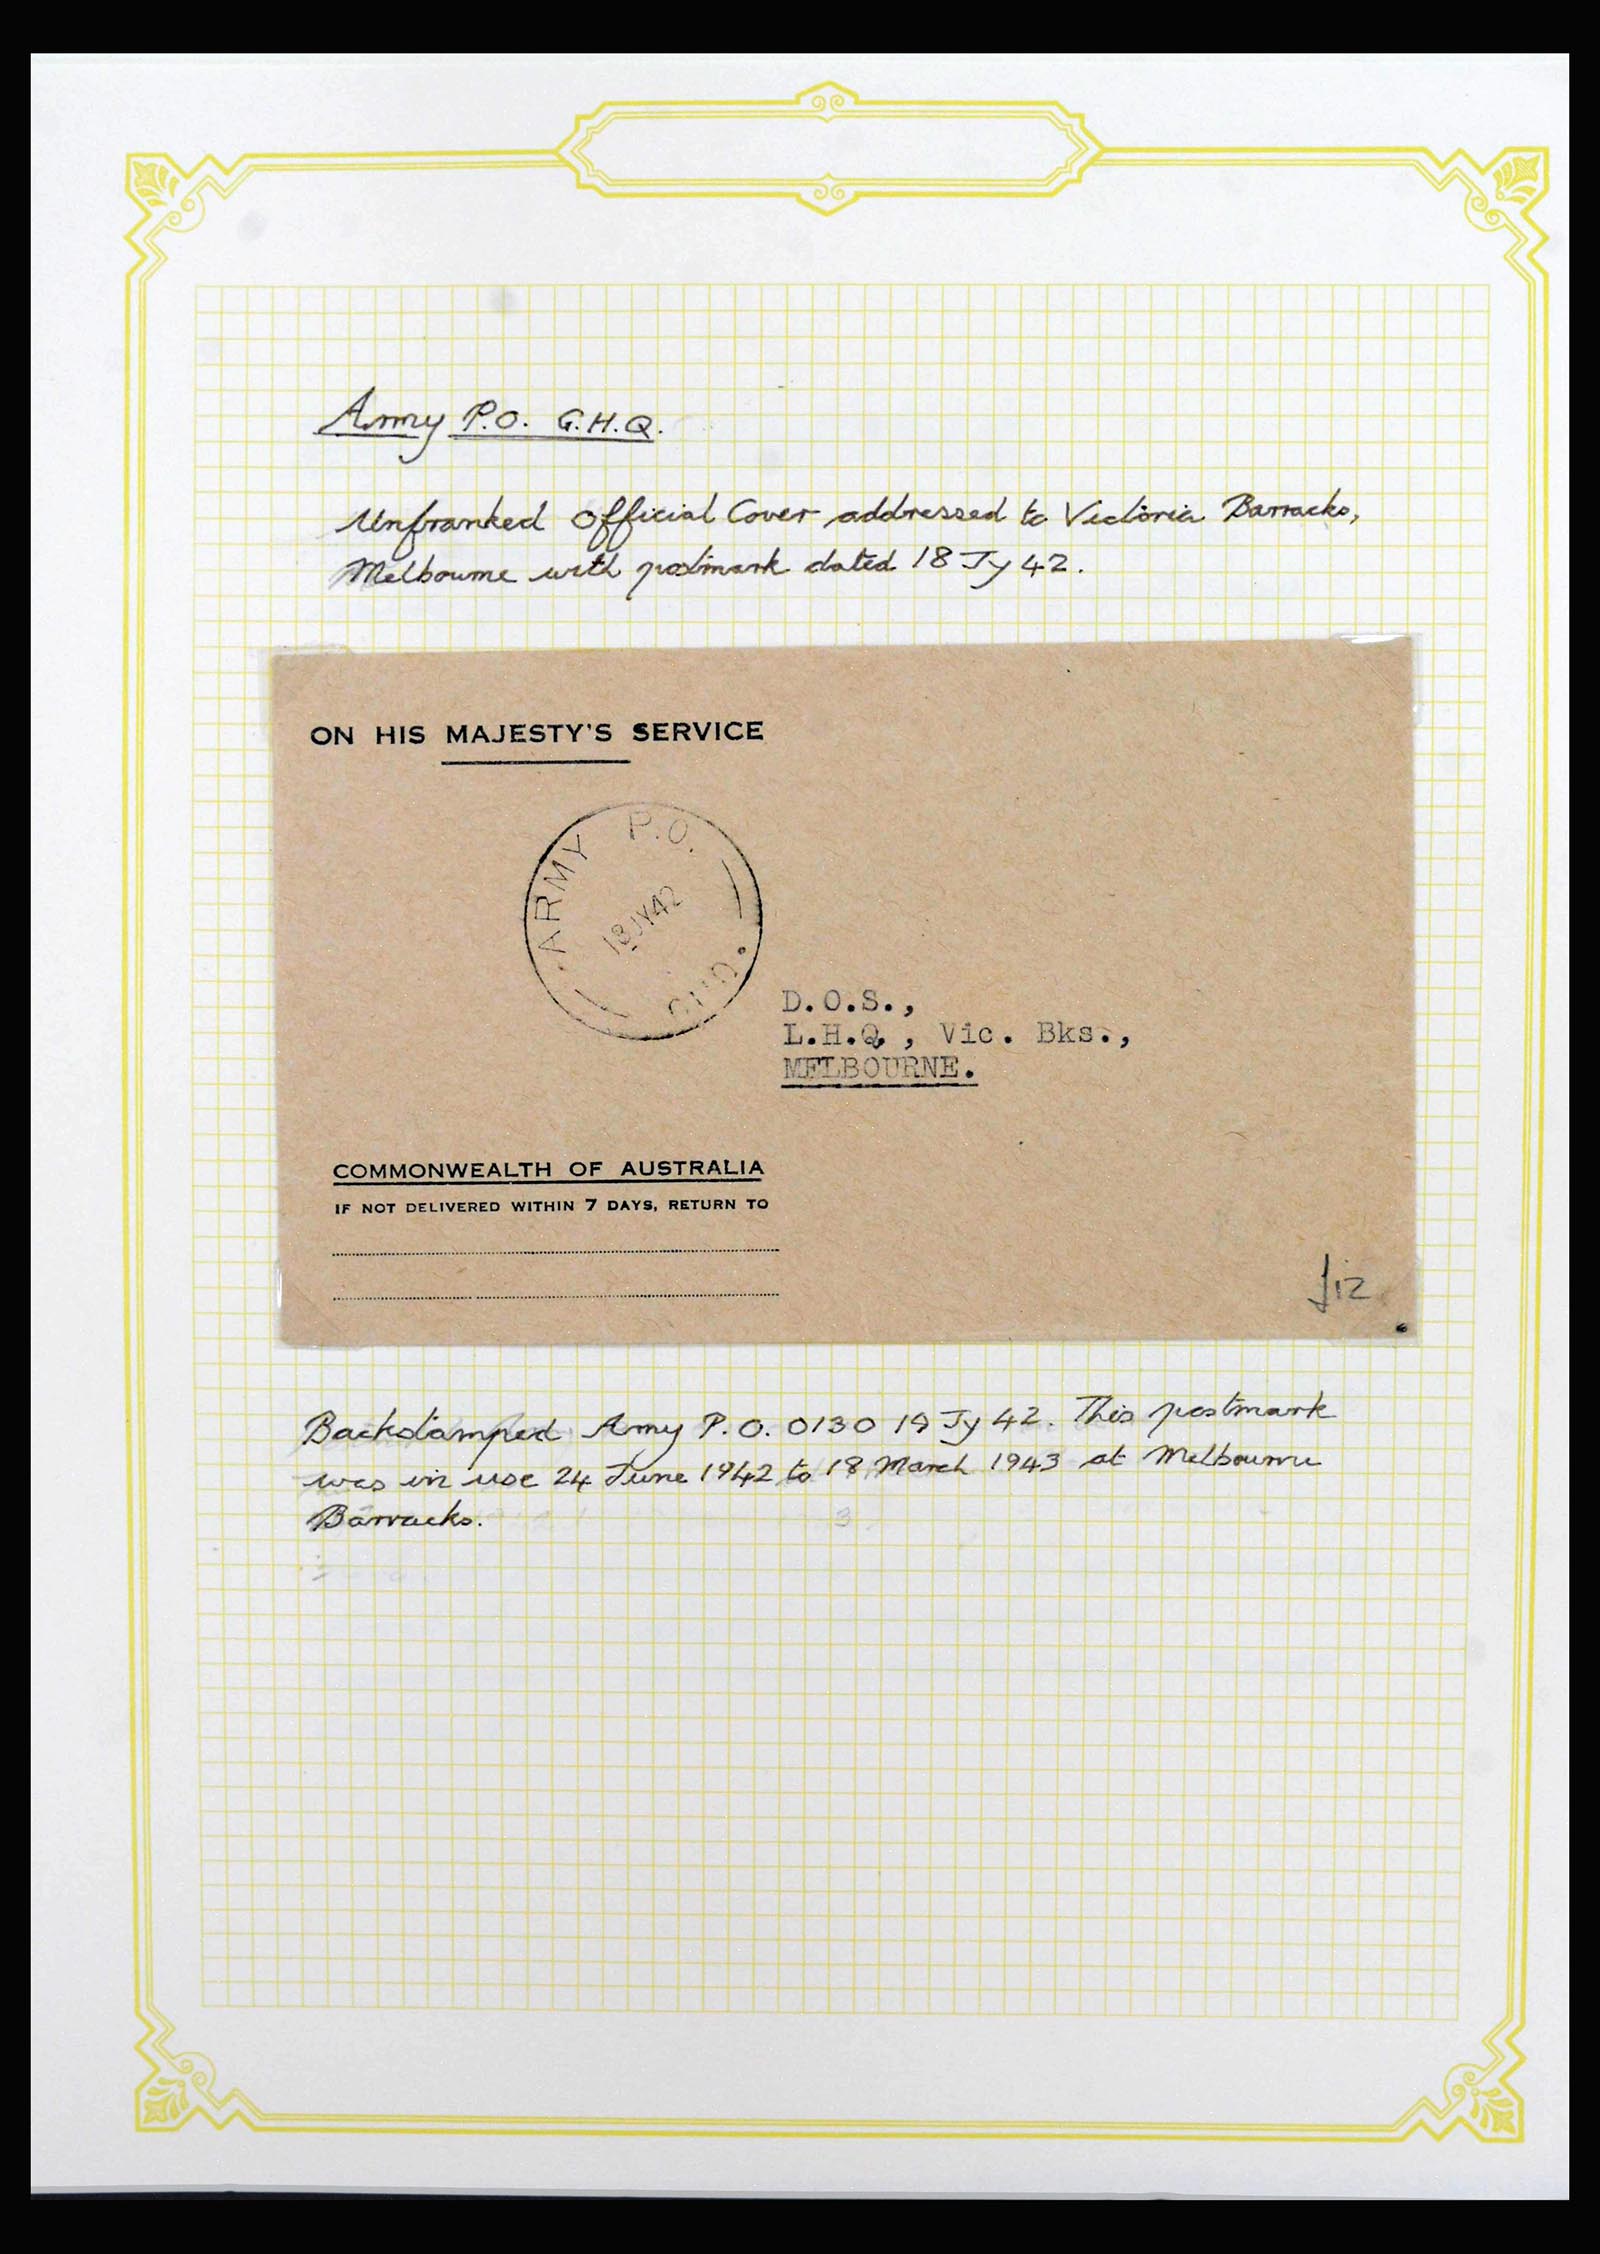 Army P.O. G.H.Q.
Unfranked Official Cover addressed to Victoria Barracks,
Melbourne with postmark dated 18 Jy 42.
ON HIS MAJESTY'S SERVICE
ARMY P.O.
18 JY 42
D.O.S.,
L.H.Q., Vic. Bks.,
MELBOURNE.
COMMONWEALTH OF AUSTRALIA
IF NOT DELIVERED WITHIN 7 DAYS, RETURN TO
£12
Backstamped Army P.O. 0130 19 Jy 42. This postmark
was in use 24 June 1942 to 18 March 1943 at Melbourne
Barracks.